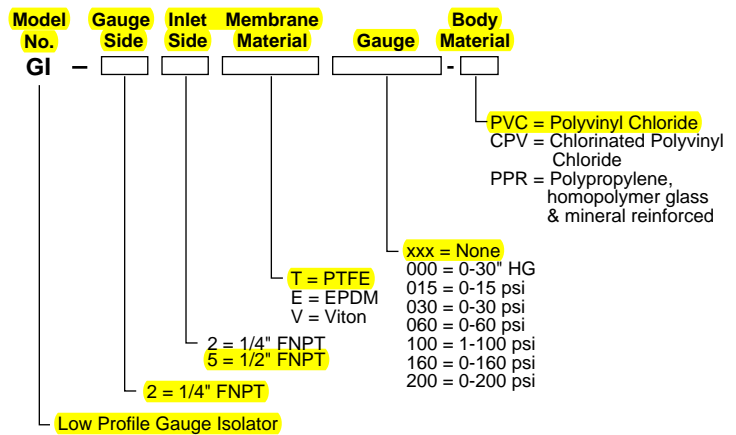 Model Gauge Inlet Membrane Body
No. Side Side Material Gauge Material
GI – -
PVC = Polyvinyl Chloride
CPV = Chlorinated Polyvinyl
Chloride
PPR = Polypropylene,
homopolymer glass
& mineral reinforced
xxx = None
000 = 0-30" HG
015 = 0-15 psi
030 = 0-30 psi
060 = 0-60 psi
100 = 1-100 psi
160 = 0-160 psi
200 = 0-200 psi
T = PTFE
E = EPDM
V = Viton
2 = 1/4" FNPT
5 = 1/2" FNPT
2 = 1/4" FNPT
Low Profile Gauge Isolator